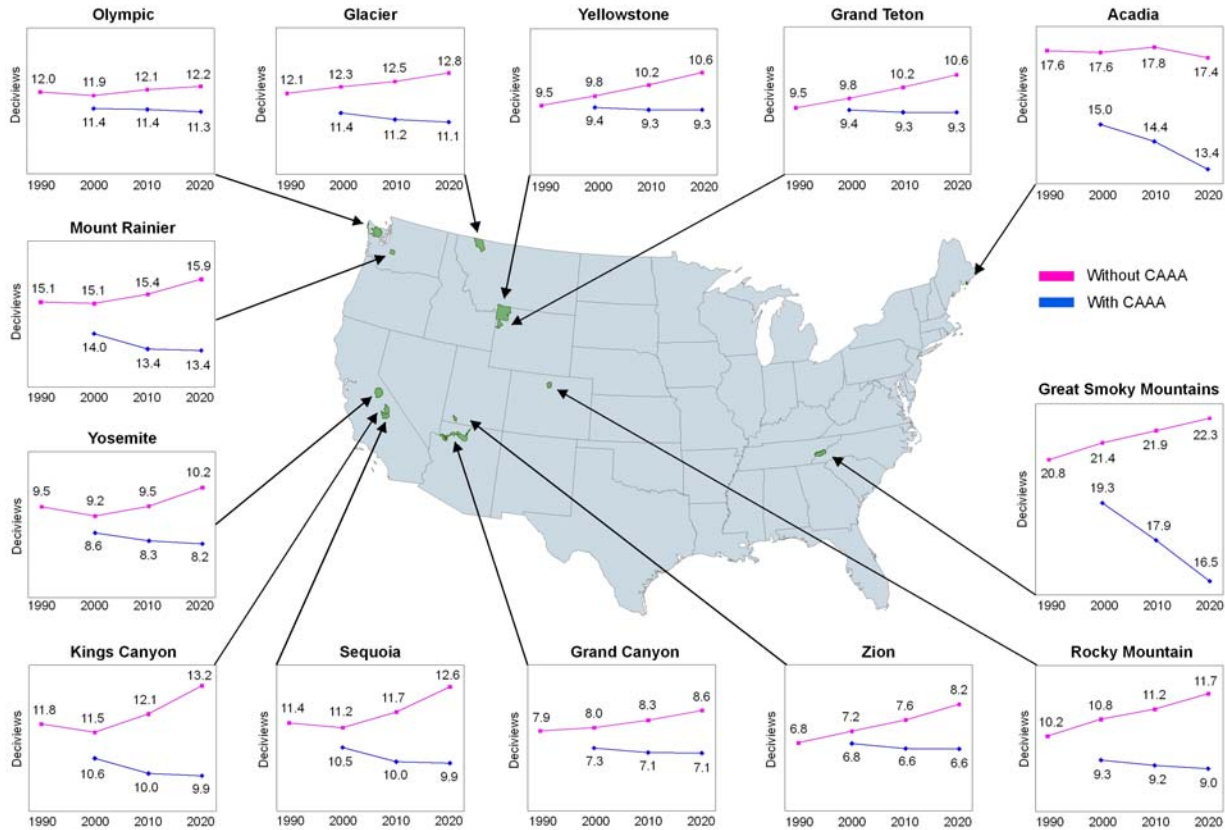 Olympic
Deciviews
12.0 11.9 12.1 12.2
11.4 11.4 11.3
1990 2000 2010 2020
Glacier
Deciviews
12.1 12.3 12.5 12.8
11.4 11.2 11.1
1990 2000 2010 2020
Yellowstone
Deciviews
9.5 9.8 10.2 10.6
9.4 9.3 9.3
1990 2000 2010 2020
Grand Teton
Deciviews
9.5 9.8 10.2 10.6
9.4 9.3 9.3
1990 2000 2010 2020
Acadia
Deciviews
17.6 17.6 17.8 17.4
15.0 14.4 13.4
1990 2000 2010 2020
Mount Rainier
Deciviews
15.1 15.1 15.4 15.9
14.0 13.4 13.4
1990 2000 2010 2020
Without CAAA
With CAAA
Yosemite
Deciviews
9.5 9.2 9.5 10.2
8.6 8.3 8.2
1990 2000 2010 2020
Great Smoky Mountains
Deciviews
20.8 21.4 21.9 22.3
19.3 17.9 16.5
1990 2000 2010 2020
Kings Canyon
Deciviews
11.8 11.5 12.1 13.2
10.6 10.0 9.9
1990 2000 2010 2020
Sequoia
Deciviews
11.4 11.2 11.7 12.6
10.5 10.0 9.9
1990 2000 2010 2020
Grand Canyon
Deciviews
7.9 8.0 8.3 8.6
7.3 7.1 7.1
1990 2000 2010 2020
Zion
Deciviews
6.8 7.2 7.6 8.2
6.8 6.6 6.6
1990 2000 2010 2020
Rocky Mountain
Deciviews
10.2 10.8 11.2 11.7
9.3 9.2 9.0
1990 2000 2010 2020